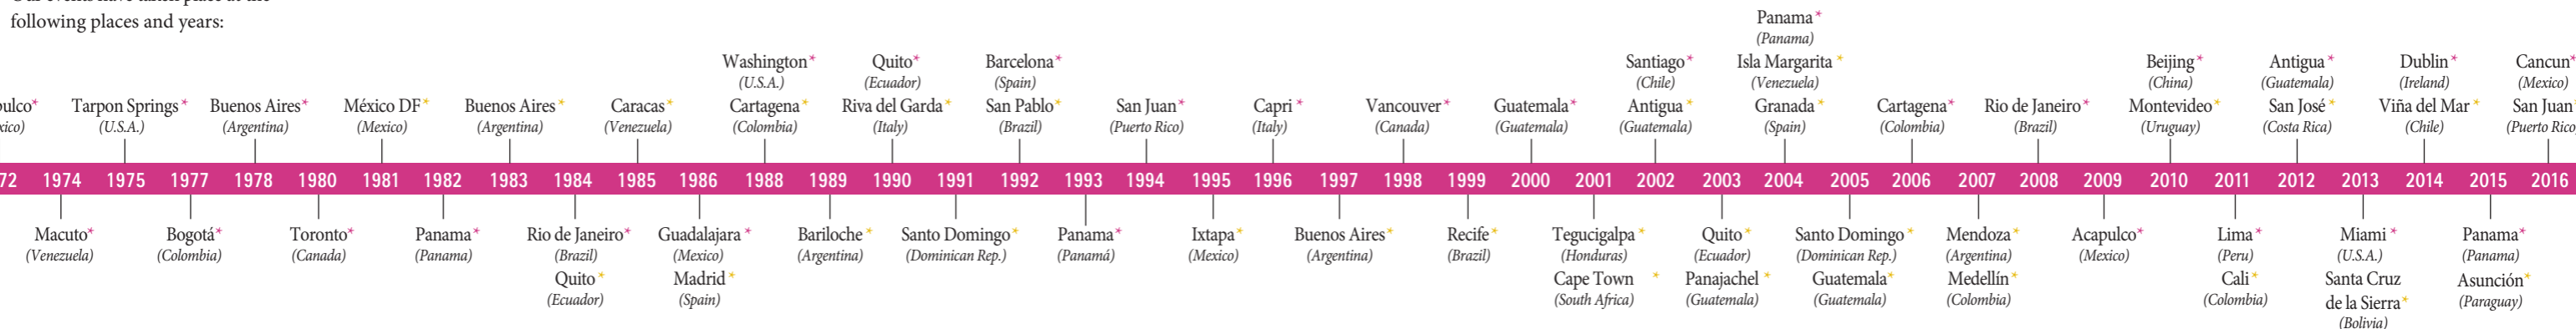 following places and years:
Panama*
(Panama)
Washington* Quito* Barcelona* Santiago* Isla Margarita* Beijing* Antigua* Dublin* Cancun*
(U.S.A.) (Ecuador) (Spain) (Chile) (Venezuela) (China) (Guatemala) (Ireland) (Mexico)
Tarpon Springs* Buenos Aires* México DF* Buenos Aires* Caracas* Cartagena* Riva del Garda* San Pablo* San Juan* Capri* Vancouver* Guatemala* Antigua* Granada* Cartagena* Rio de Janeiro* Montevideo* San José* Viña del Mar* San Juan
(U.S.A.) (Argentina) (Mexico) (Argentina) (Venezuela) (Colombia) (Italy) (Brazil) (Puerto Rico) (Italy) (Canada) (Guatemala) (Guatemala) (Spain) (Colombia) (Brazil) (Uruguay) (Costa Rica) (Chile) (Puerto Rico
72 1974 1975 1977 1978 1980 1981 1982 1983 1984 1985 1986 1988 1989 1990 1991 1992 1993 1994 1995 1996 1997 1998 1999 2000 2001 2002 2003 2004 2005 2006 2007 2008 2009 2010 2011 2012 2013 2014 2015 2016
Macuto* Bogotá* Toronto* Panama* Rio de Janeiro* Guadalajara* Bariloche* Santo Domingo* Panama* Ixtapa* Buenos Aires* Recife* Tegucigalpa* Quito* Santo Domingo* Mendoza* Acapulco* Lima* Miami* Panama*
(Venezuela) (Colombia) (Canada) (Panama) (Brazil) (Mexico) (Argentina) (Dominican Rep.) (Panamá) (Mexico) (Argentina) (Brazil) (Honduras) (Ecuador) (Dominican Rep.) (Argentina) (Mexico) (Peru) (U.S.A.) (Panama)
Quito* Madrid* Cape Town* Panajachel* Guatemala* Medellín* Cali* Santa Cruz Asunción*
(Ecuador) (Spain) (South Africa) (Guatemala) (Guatemala) (Colombia) (Colombia) de la Sierra* (Paraguay)
(Bolivia)